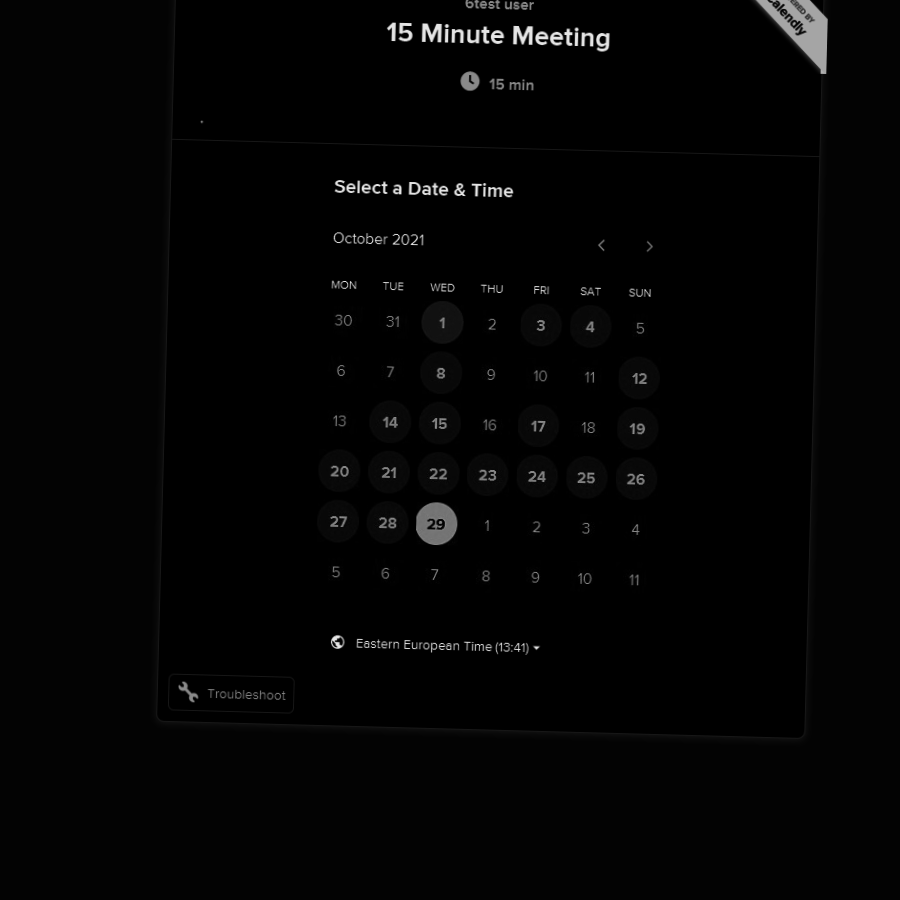 6test user
15 Minute Meeting
15 min
Calendly
.
Select a Date & Time
October 2021
MON TUE WED THU FRI SAT SUN
30 31 1 2 3 4 5
6 7 8 9 10 11 12
13 14 15 16 17 18 19
20 21 22 23 24 25 26
27 28 29 1 2 3 4
5 6 7 8 9 10 11
Eastern European Time (13:41)
Troubleshoot